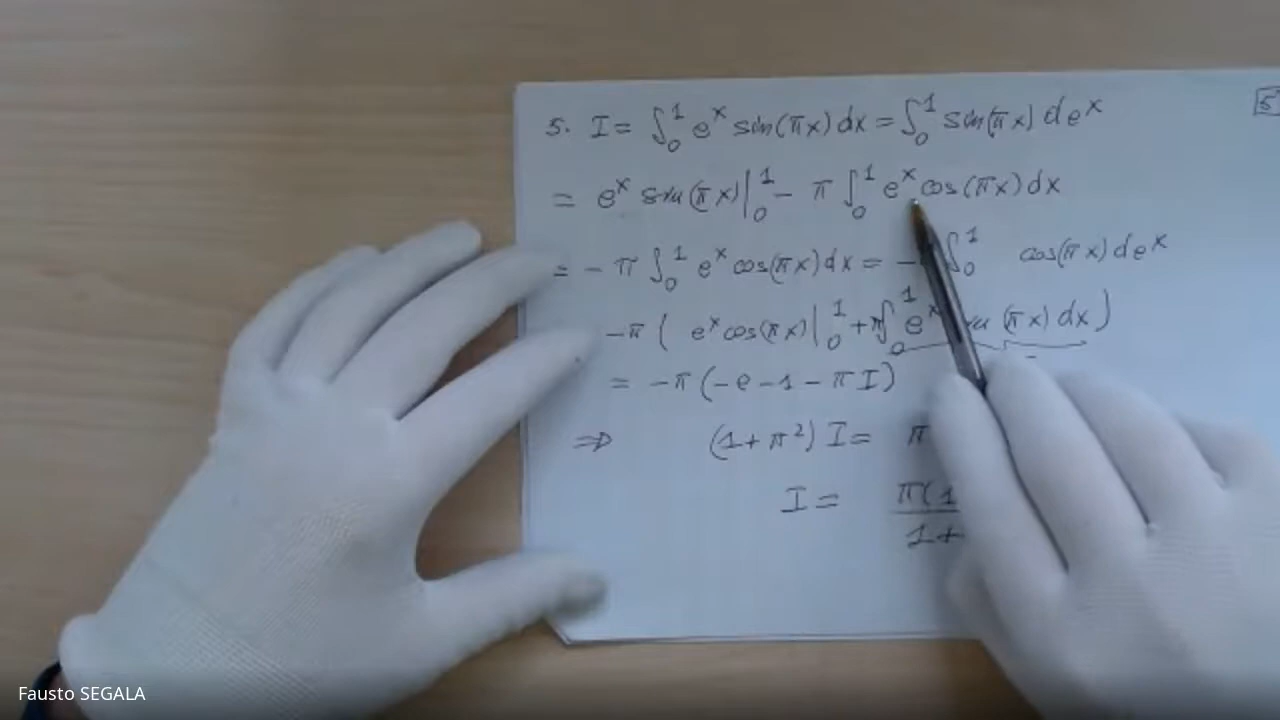 5. I = ∫₀¹ eˣ sin(πx) dx = ∫₀¹ sin(πx) deˣ
= eˣ sin(πx)|₀¹ - π ∫₀¹ eˣ cos(πx) dx
= - π ∫₀¹ eˣ cos(πx) dx = - ∫₀¹ cos(πx) deˣ
-π ( eˣ cos(πx)|₀¹ + π ∫₀¹ eˣ (πx) dx )
= -π (-e -1 - πI)
⇒ (1+π²) I = π
I = π(1
1+
Fausto SEGALA